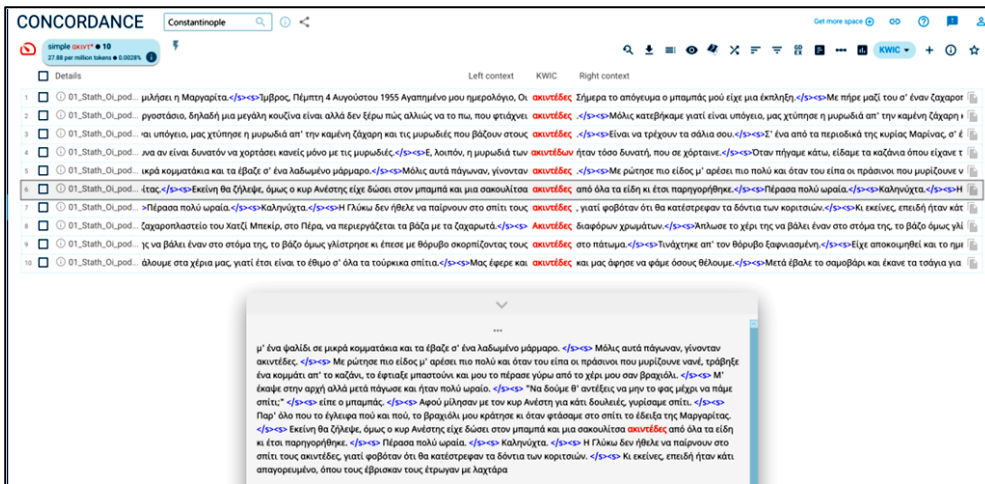 CONCORDANCE Constantinople Get more space
simple ακιντ* ● 10
27.88 per million tokens ● 0.0028%
KWIC
Details Left context KWIC Right context
1 01_Stath_Oi_pod... μιλήσει η Μαργαρίτα.</s><s>Ίμβρος, Πέμπτη 4 Αυγούστου 1955 Αγαπημένο μου ημερολόγιο, Οι ακιντέδες Σήμερα το απόγευμα ο μπαμπάς μού είχε μια έκπληξη.</s><s>Με πήρε μαζί του σ' έναν ζαχαροπ
2 01_Stath_Oi_pod... ργοστάσιο, δηλαδή μια μεγάλη κουζίνα είναι αλλά δεν ξέρω πώς αλλιώς να το πω, που φτιάχνει ακιντέδες .</s><s>Μόλις κατεβήκαμε γιατί είναι υπόγειο, μας χτύπησε η μυρωδιά απ' την καμένη ζάχαρη
3 01_Stath_Oi_pod... αι υπόγειο, μας χτύπησε η μυρωδιά απ' την καμένη ζάχαρη και τις μυρωδιές που βάζουν στους ακιντέδες .</s><s>Είναι να τρέχουν τα σάλια σου.</s><s>Σ' ένα από τα περιοδικά της κυρίας Μαρίνας, σ' έ
4 01_Stath_Oi_pod... να αν είναι δυνατόν να χορτάσει κανείς μόνο με τις μυρωδιές.</s><s>Ε, λοιπόν, η μυρωδιά των ακιντέδων ήταν τόσο δυνατή, που σε χόρταινε.</s><s>Όταν πήγαμε κάτω, είδαμε τα καζάνια όπου είχανε τ
5 01_Stath_Oi_pod... ικρά κομματάκια και τα έβαζε σ' ένα λαδωμένο μάρμαρο.</s><s>Μόλις αυτά πάγωναν, γίνονταν ακιντέδες .</s><s>Με ρώτησε πιο είδος μ' αρέσει πιο πολύ και όταν του είπα οι πράσινοι που μυρίζουνε ν
6 01_Stath_Oi_pod... ίτας.</s><s>Εκείνη θα ζήλεψε, όμως ο κυρ Ανέστης είχε δώσει στον μπαμπά και μια σακουλίτσα ακιντέδες από όλα τα είδη κι έτσι παρηγορήθηκε.</s><s>Πέρασα πολύ ωραία.</s><s>Καληνύχτα.</s><s>Η
7 01_Stath_Oi_pod... >Πέρασα πολύ ωραία.</s><s>Καληνύχτα.</s><s>Η Γλύκω δεν ήθελε να παίρνουν στο σπίτι τους ακιντέδες , γιατί φοβόταν ότι θα κατέστρεφαν τα δόντια των κοριτσιών.</s><s>Κι εκείνες, επειδή ήταν κάτ
8 01_Stath_Oi_pod... ζαχαροπλαστείο του Χατζί Μπεκίρ, στο Πέρα, να περιεργάζεται τα βάζα με τα ζαχαρωτά.</s><s> Ακιντέδες διαφόρων χρωμάτων.</s><s>Άπλωσε το χέρι της να βάλει έναν στο στόμα της, το βάζο όμως γλί
9 01_Stath_Oi_pod... ης να βάλει έναν στο στόμα της, το βάζο όμως γλίστρησε κι έπεσε με θόρυβο σκορπίζοντας τους ακιντέδες στο πάτωμα.</s><s>Τινάχτηκε απ' τον θόρυβο ξαφνιασμένη.</s><s>Είχε αποκοιμηθεί και το ημε
10 01_Stath_Oi_pod... άλουμε στα χέρια μας, γιατί έτσι είναι το έθιμο σ' όλα τα τούρκικα σπίτια.</s><s>Μας έφερε και ακιντέδες και μας άφησε να φάμε όσους θέλουμε.</s><s>Μετά έβαλε το σαμοβάρι και έκανε τα τσάγια για
...
μ' ένα ψαλίδι σε μικρά κομματάκια και τα έβαζε σ' ένα λαδωμένο μάρμαρο. </s><s> Μόλις αυτά πάγωναν, γίνονταν
ακιντέδες. </s><s> Με ρώτησε πιο είδος μ' αρέσει πιο πολύ και όταν του είπα οι πράσινοι που μυρίζουνε νανέ, τράβηξε
ένα κομμάτι απ' το καζάνι, το έφτιαξε μπαστούνι και μου το πέρασε γύρω από το χέρι μου σαν βραχιόλι. </s><s> Μ'
έκαψε στην αρχή αλλά μετά πάγωσε και ήταν πολύ ωραίο. </s><s> "Να δούμε θ' αντέξεις να μην το φας μέχρι να πάμε
σπίτι;" </s><s> είπε ο μπαμπάς. </s><s> Αφού μίλησαν με τον κυρ Ανέστη για κάτι δουλειές, γυρίσαμε σπίτι. </s><s>
Παρ' όλο που το έγλειφα πού και πού, το βραχιόλι μου κράτησε κι όταν φτάσαμε στο σπίτι το έδειξα της Μαργαρίτας.
</s><s> Εκείνη θα ζήλεψε, όμως ο κυρ Ανέστης είχε δώσει στον μπαμπά και μια σακουλίτσα ακιντέδες από όλα τα είδη
κι έτσι παρηγορήθηκε. </s><s> Πέρασα πολύ ωραία. </s><s> Καληνύχτα. </s><s> Η Γλύκω δεν ήθελε να παίρνουν στο
σπίτι τους ακιντέδες, γιατί φοβόταν ότι θα κατέστρεφαν τα δόντια των κοριτσιών. </s><s> Κι εκείνες, επειδή ήταν κάτι
απαγορευμένο, όπου τους έβρισκαν τους έτρωγαν με λαχτάρα